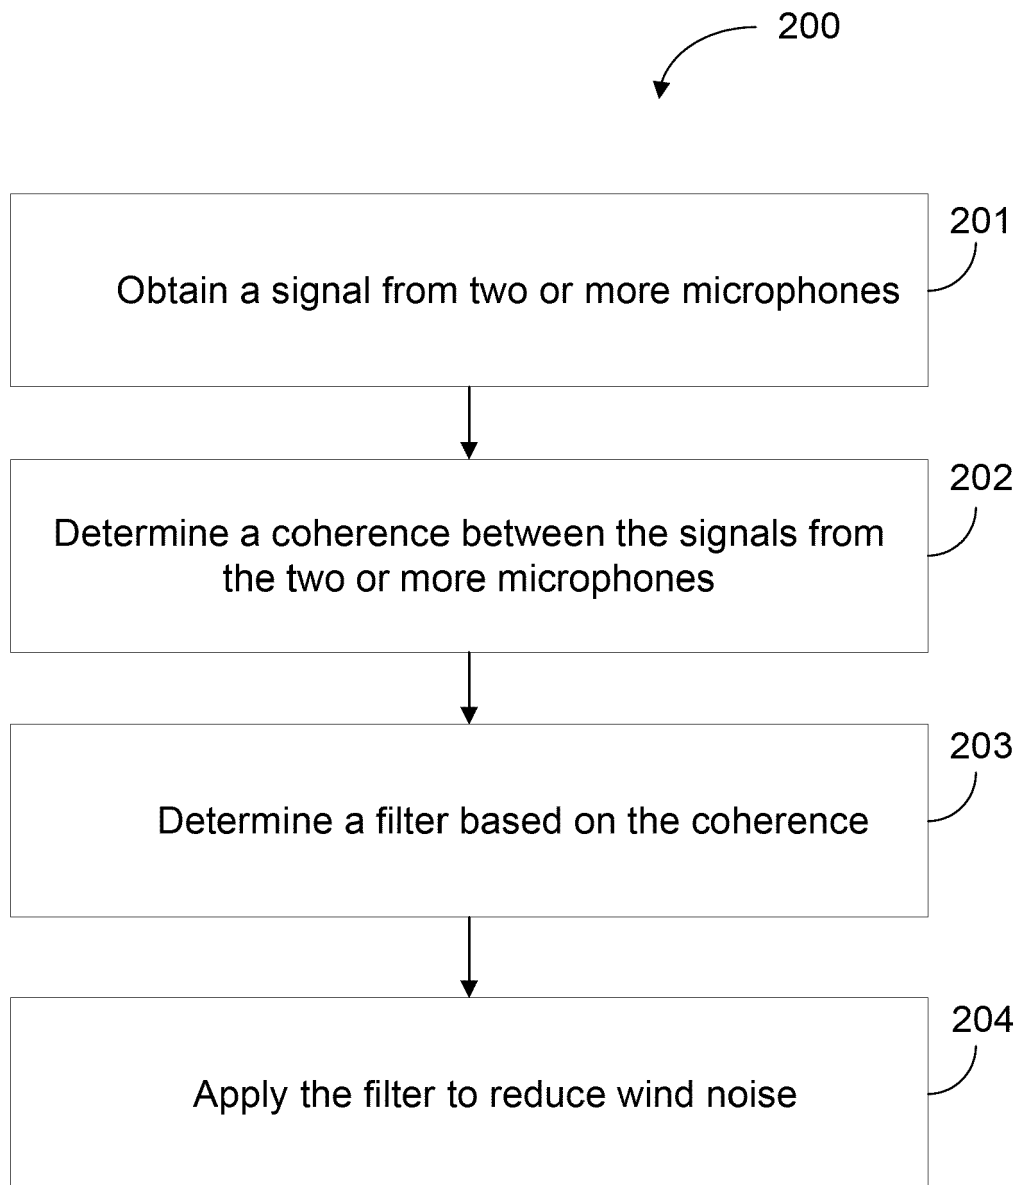 200
201
Obtain a signal from two or more microphones
202
Determine a coherence between the signals from
the two or more microphones
203
Determine a filter based on the coherence
204
Apply the filter to reduce wind noise